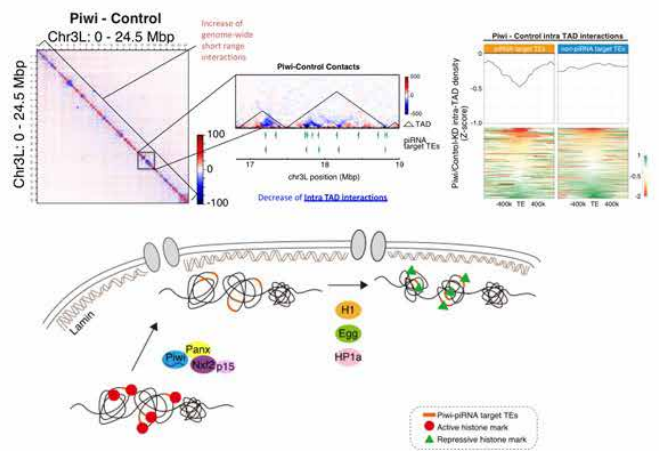 Piwi - Control
Chr3L: 0 - 24.5 Mbp
Chr3L: 0 - 24.5 Mbp
Increase of
genome-wide
short range
interactions
100
0
-100
Piwi-Control Contacts
500
0
-500
TAD
piRNA
target TEs
17
18
19
chr3L position (Mbp)
Decrease of Intra TAD interactions
Piwi - Control intra TAD interactions
piRNA target TEs
non-piRNA target TEs
0
-0.5
-1.0
Piwi/Control-KD intra-TAD density
(Z-score)
1
-2
-400k TE 400k
-400k TE 400k
Lamin
Panx
Piwi
Nxf2
p15
H1
Egg
HP1a
Piwi-piRNA target TEs
Active histone mark
Repressive histone mark